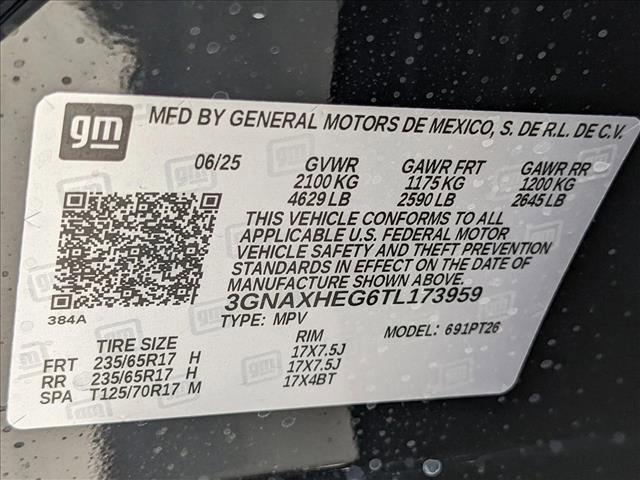 gm
MFD BY GENERAL MOTORS DE MEXICO, S. DE R.L. DE C.V.
06/25 GVWR GAWR FRT GAWR RR
2100 KG 1175 KG 1200 KG
4629 LB 2590 LB 2645 LB
THIS VEHICLE CONFORMS TO ALL
APPLICABLE U.S. FEDERAL MOTOR
VEHICLE SAFETY AND THEFT PREVENTION
STANDARDS IN EFFECT ON THE DATE OF
MANUFACTURE SHOWN ABOVE.
3GNAXHEG6TL173959
384A
TYPE: MPV MODEL: 691PT26
TIRE SIZE RIM
FRT 235/65R17 H 17X7.5J
RR 235/65R17 H 17X7.5J
SPA T125/70R17 M 17X4BT